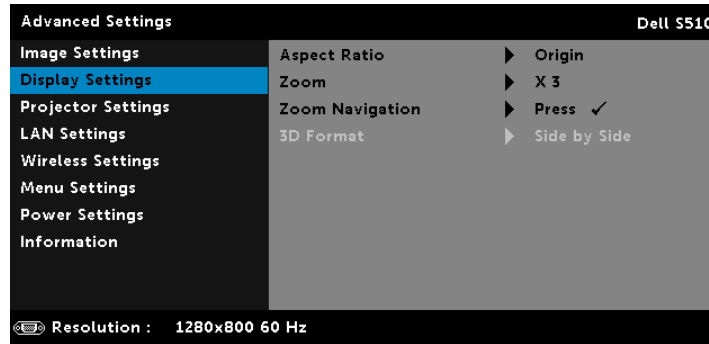 Advanced Settings Dell S510
Image Settings Aspect Ratio Origin
Display Settings Zoom X 3
Projector Settings Zoom Navigation Press ✓
LAN Settings 3D Format Side by Side
Wireless Settings
Menu Settings
Power Settings
Information
Resolution : 1280x800 60 Hz